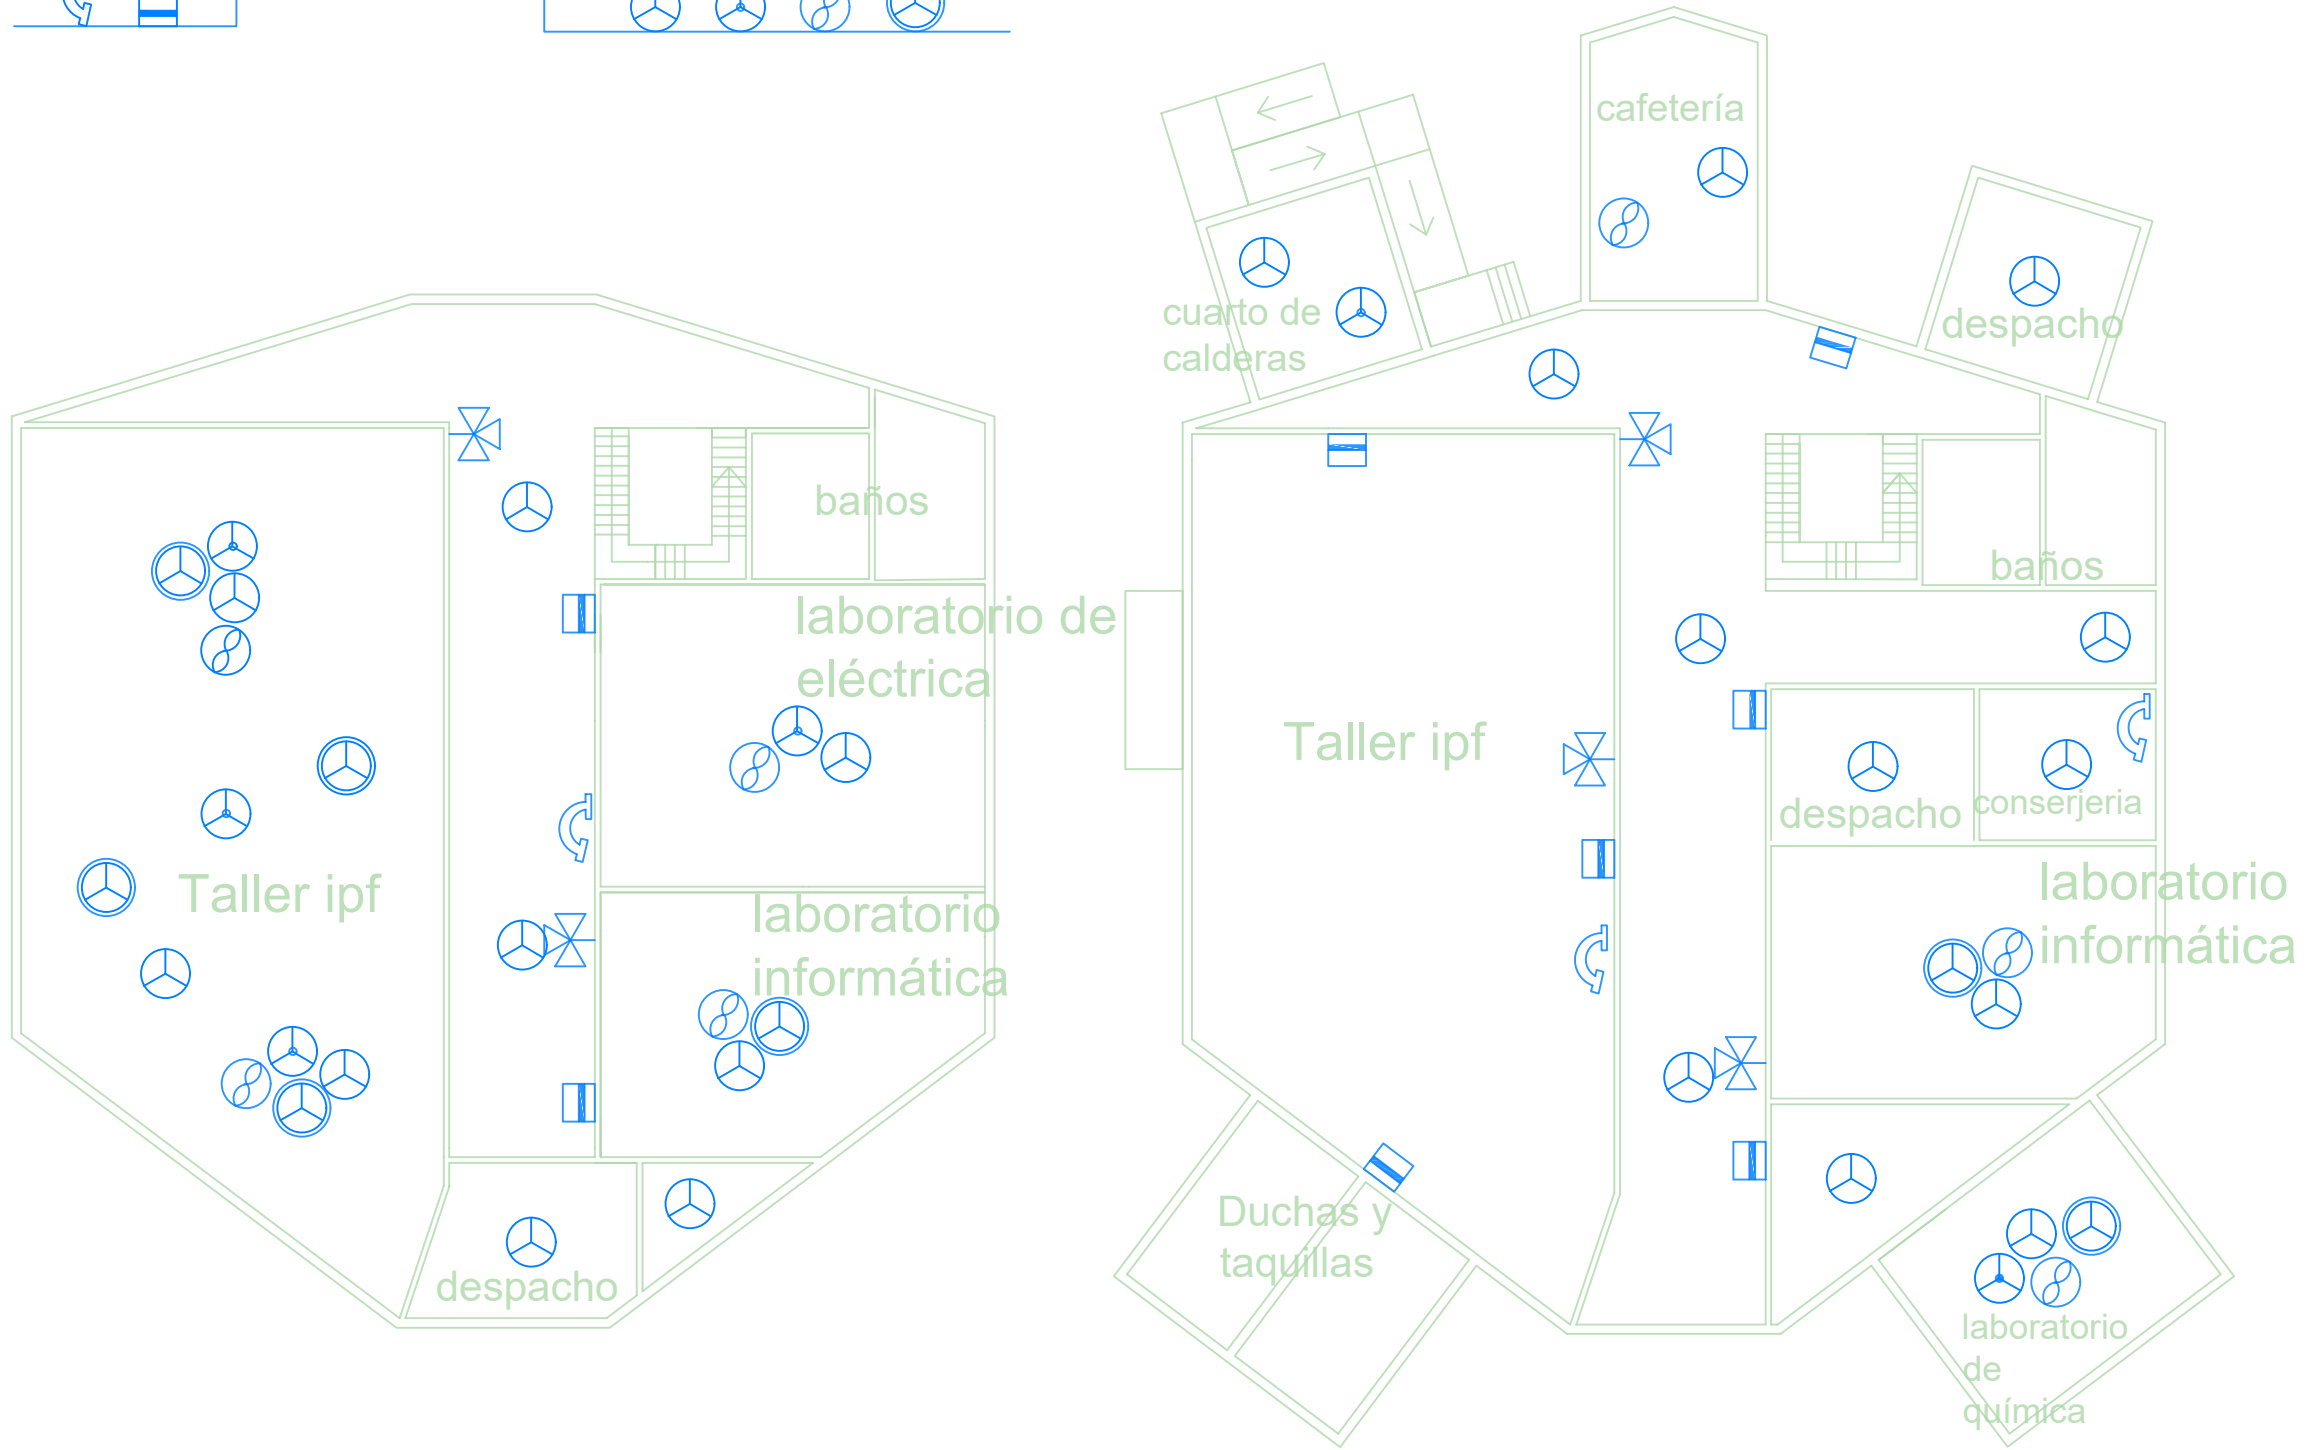 baños
laboratorio de
eléctrica
Taller ipf
laboratorio
informática
despacho
cafetería
cuarto de
calderas
despacho
baños
Taller ipf
despacho
conserjeria
laboratorio
informática
Duchas y
taquillas
laboratorio
de
química